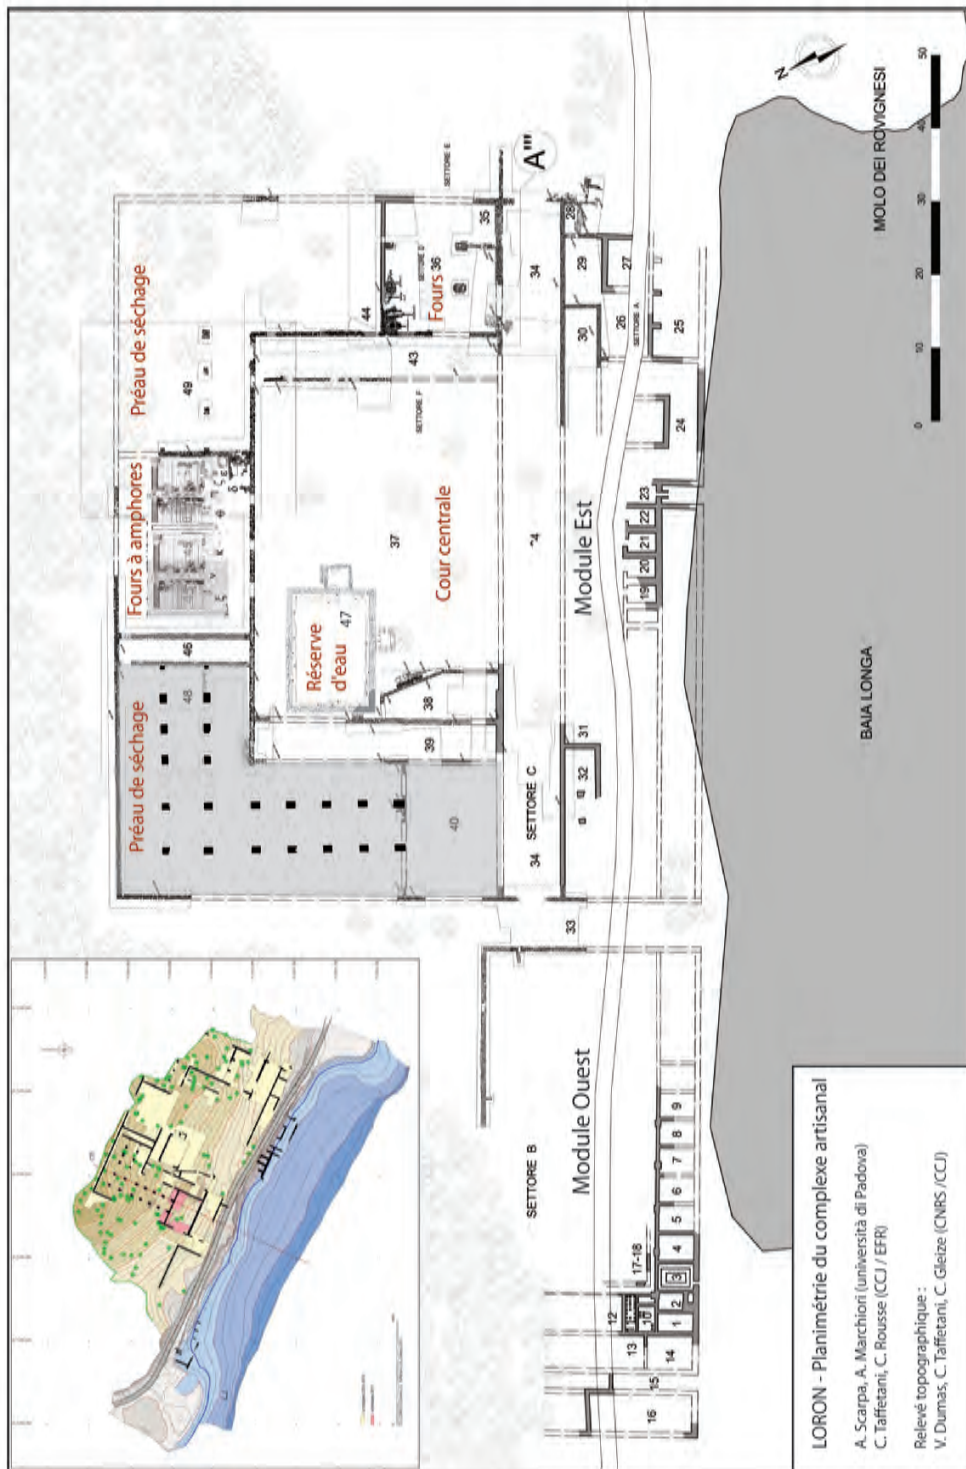 Préau de séchage
48
46
Fours à amphores
Préau de séchage
49
Réserve
d'eau
47
37
Cour centrale
38
39
40
43
44
Fours 36
SETTORE D
SETTORE E
SETTORE F
35
A'''
34
SETTORE C
34
34
33
32
31
Module Est
30
29
28
27
26
SETTORE A
25
24
23
22
21
20
19
N
MOLO DEI ROVIGNESI
0
10
20
30
40
50
BAIA LONGA
SETTORE B
Module Ouest
17-18
12
10
13
14
15
16
1
2
3
4
5
6
7
8
9
LORON - Planimétrie du complexe artisanal
A. Scarpa, A. Marchiori (università di Padova)
C. Taffetani, C. Rousse (CCJ / EFR)
Relevé topographique :
V. Dumas, C. Taffetani, C. Gleize (CNRS /CCJ)